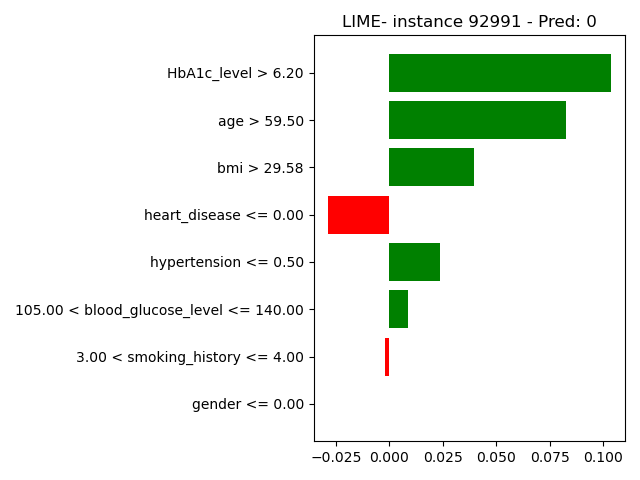 LIME- instance 92991 - Pred: 0
HbA1c_level > 6.20
age > 59.50
bmi > 29.58
heart_disease <= 0.00
hypertension <= 0.50
105.00 < blood_glucose_level <= 140.00
3.00 < smoking_history <= 4.00
gender <= 0.00
−0.025 0.000 0.025 0.050 0.075 0.100